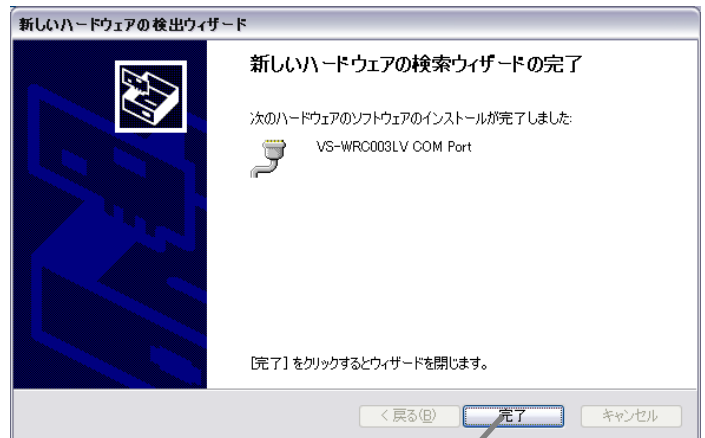 新しいハードウェアの検出ウィザード
新しいハードウェアの検索ウィザードの完了
次のハードウェアのソフトウェアのインストールが完了しました:
VS-WRC003LV COM Port
[完了] をクリックするとウィザードを閉じます。
< 戻る(B)
完了
キャンセル